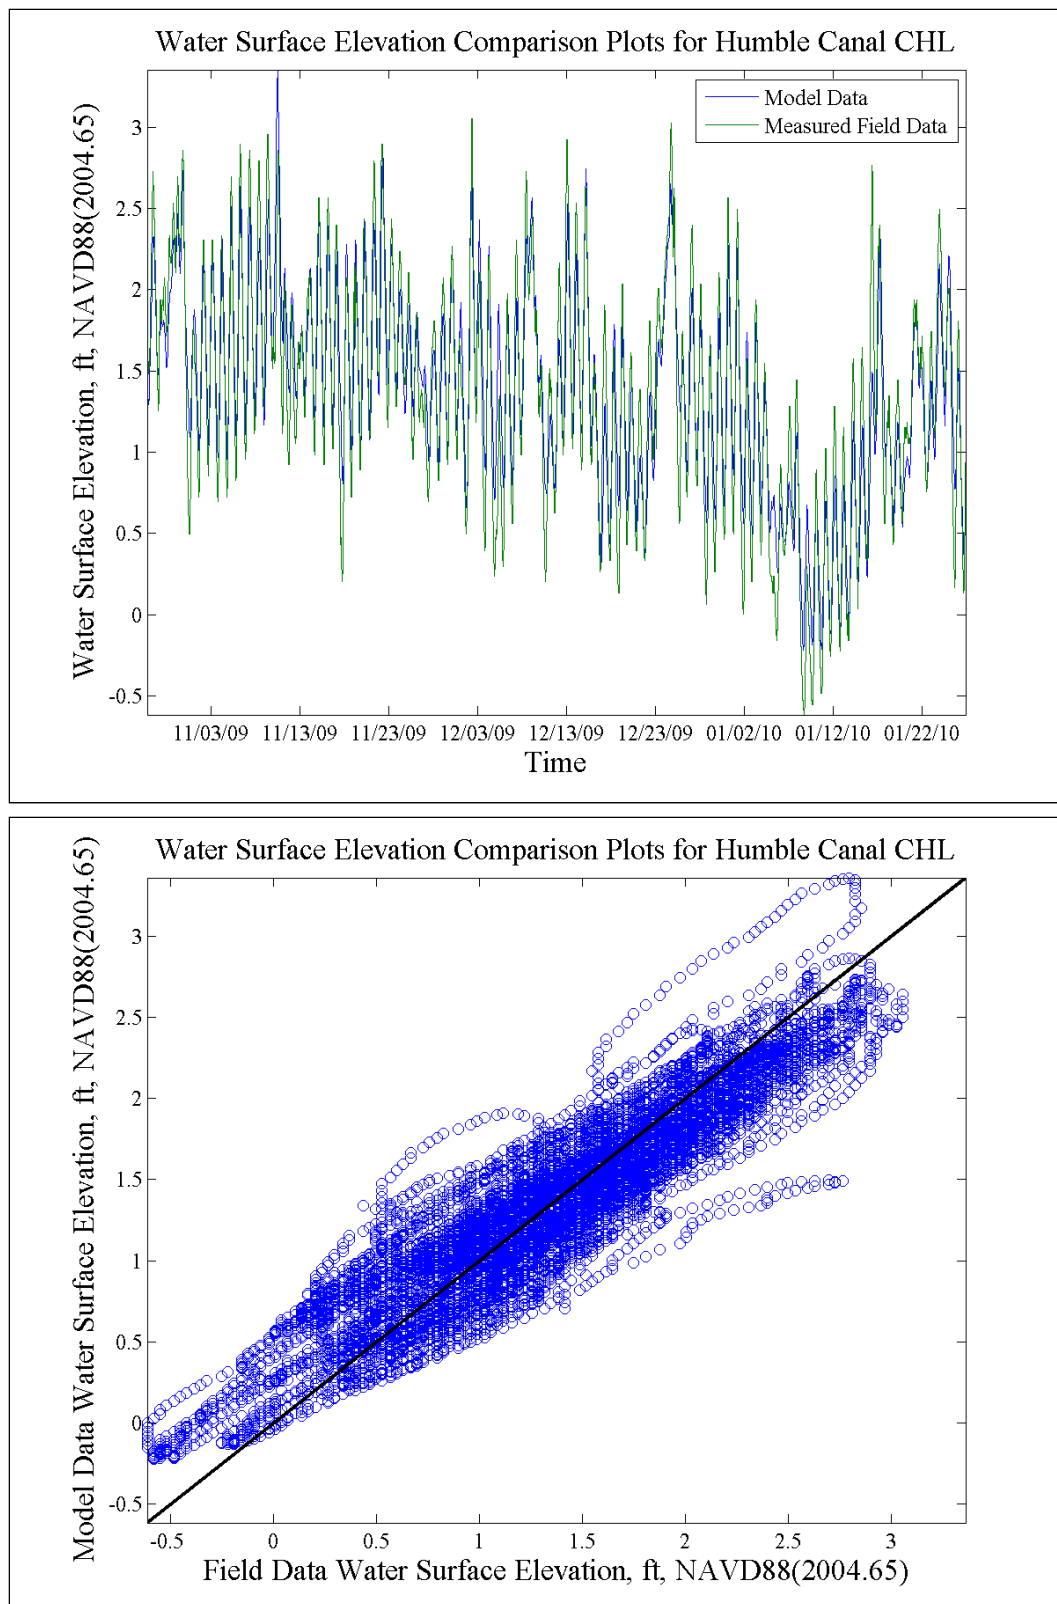 Water Surface Elevation Comparison Plots for Humble Canal CHL
Water Surface Elevation, ft, NAVD88(2004.65)
Model Data
Measured Field Data
3
2.5
2
1.5
1
0.5
0
-0.5
11/03/09 11/13/09 11/23/09 12/03/09 12/13/09 12/23/09 01/02/10 01/12/10 01/22/10
Time
Water Surface Elevation Comparison Plots for Humble Canal CHL
Model Data Water Surface Elevation, ft, NAVD88(2004.65)
3
2.5
2
1.5
1
0.5
0
-0.5
-0.5 0 0.5 1 1.5 2 2.5 3
Field Data Water Surface Elevation, ft, NAVD88(2004.65)